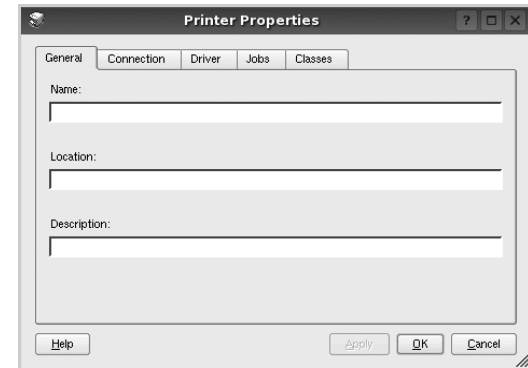 Printer Properties
General Connection Driver Jobs Classes
Name:
Location:
Description:
Help Apply OK Cancel